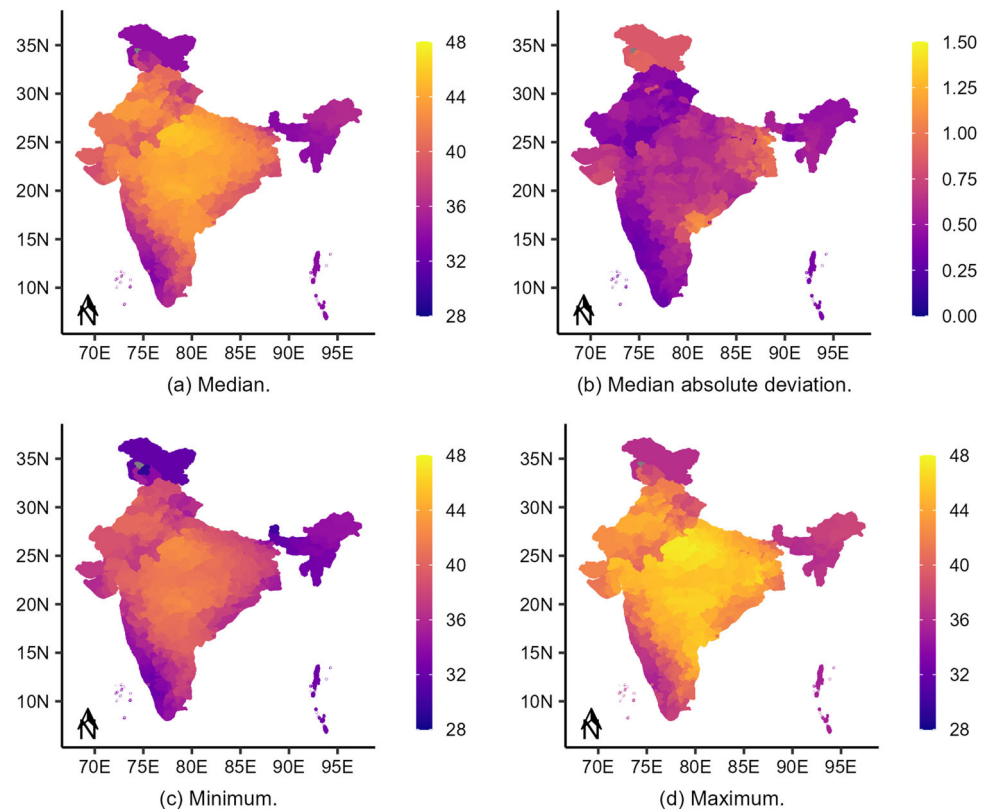 35N
30N
25N
20N
15N
10N
70E 75E 80E 85E 90E 95E
48
44
40
36
32
28
N
(a) Median.
35N
30N
25N
20N
15N
10N
70E 75E 80E 85E 90E 95E
1.50
1.25
1.00
0.75
0.50
0.25
0.00
N
(b) Median absolute deviation.
35N
30N
25N
20N
15N
10N
70E 75E 80E 85E 90E 95E
48
44
40
36
32
28
N
(c) Minimum.
35N
30N
25N
20N
15N
10N
70E 75E 80E 85E 90E 95E
48
44
40
36
32
28
N
(d) Maximum.